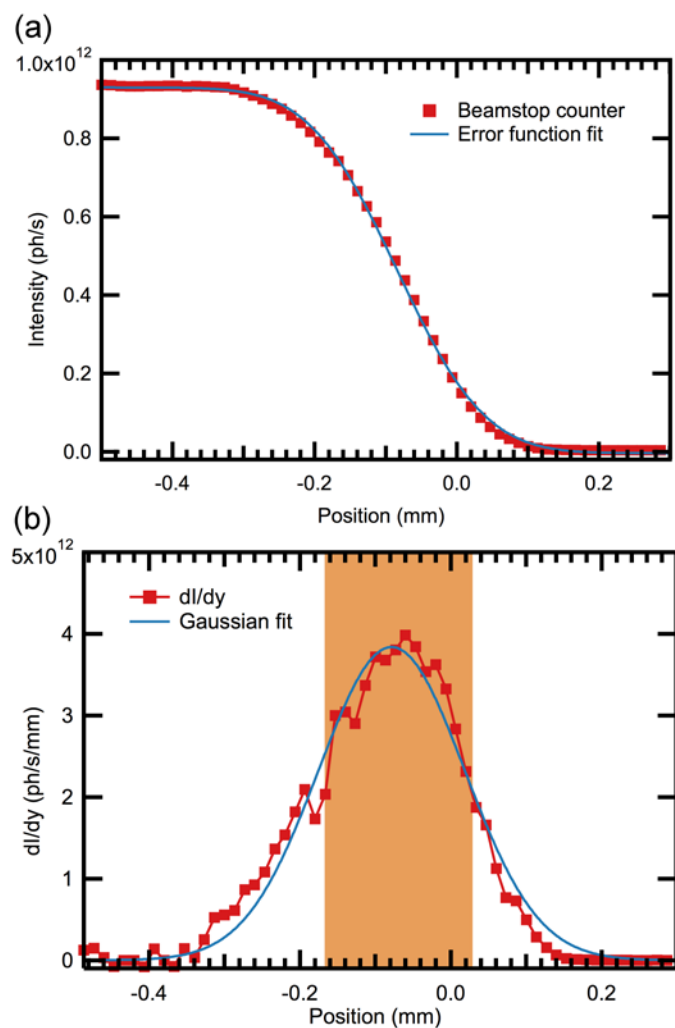 (a)
1.0x10¹²
0.8
0.6
0.4
0.2
0.0
Intensity (ph/s)
Beamstop counter
Error function fit
-0.4
-0.2
0.0
0.2
Position (mm)
(b)
5x10¹²
4
3
2
1
0
dI/dy (ph/s/mm)
dI/dy
Gaussian fit
-0.4
-0.2
0.0
0.2
Position (mm)